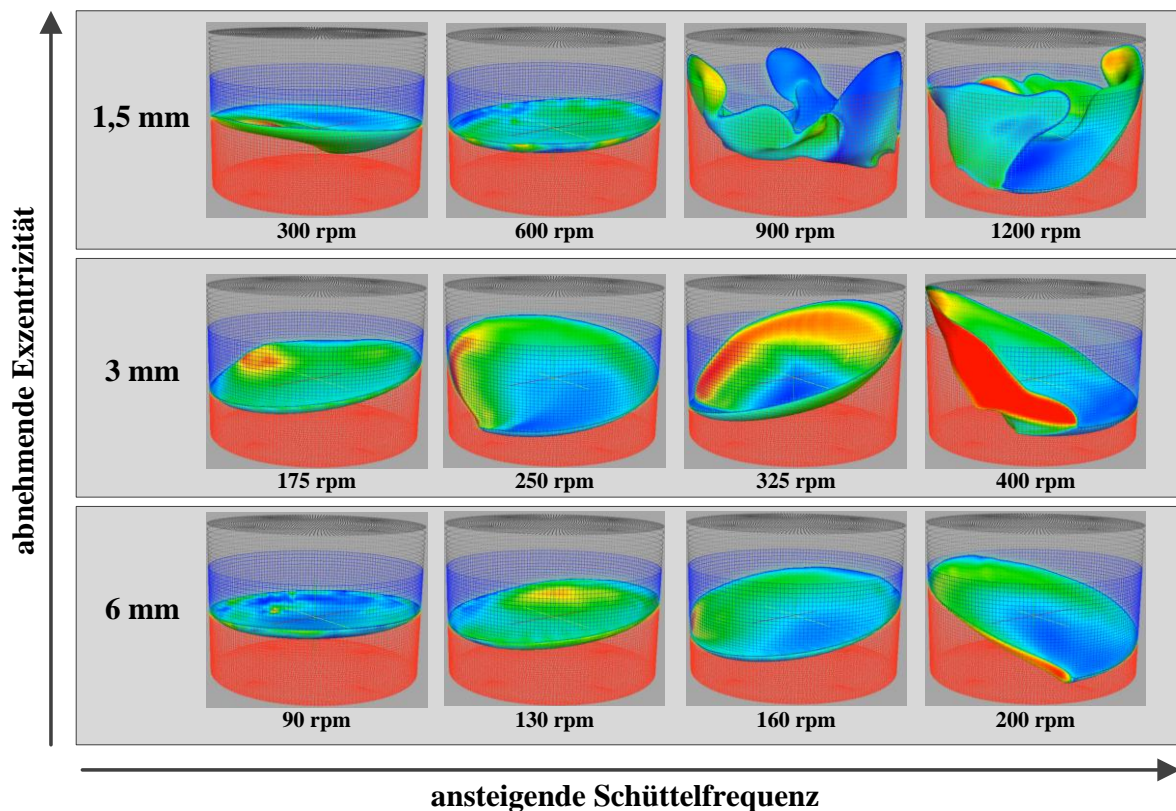 abnehmende Exzentrizität
1,5 mm
300 rpm
600 rpm
900 rpm
1200 rpm
3 mm
175 rpm
250 rpm
325 rpm
400 rpm
6 mm
90 rpm
130 rpm
160 rpm
200 rpm
ansteigende Schüttelfrequenz